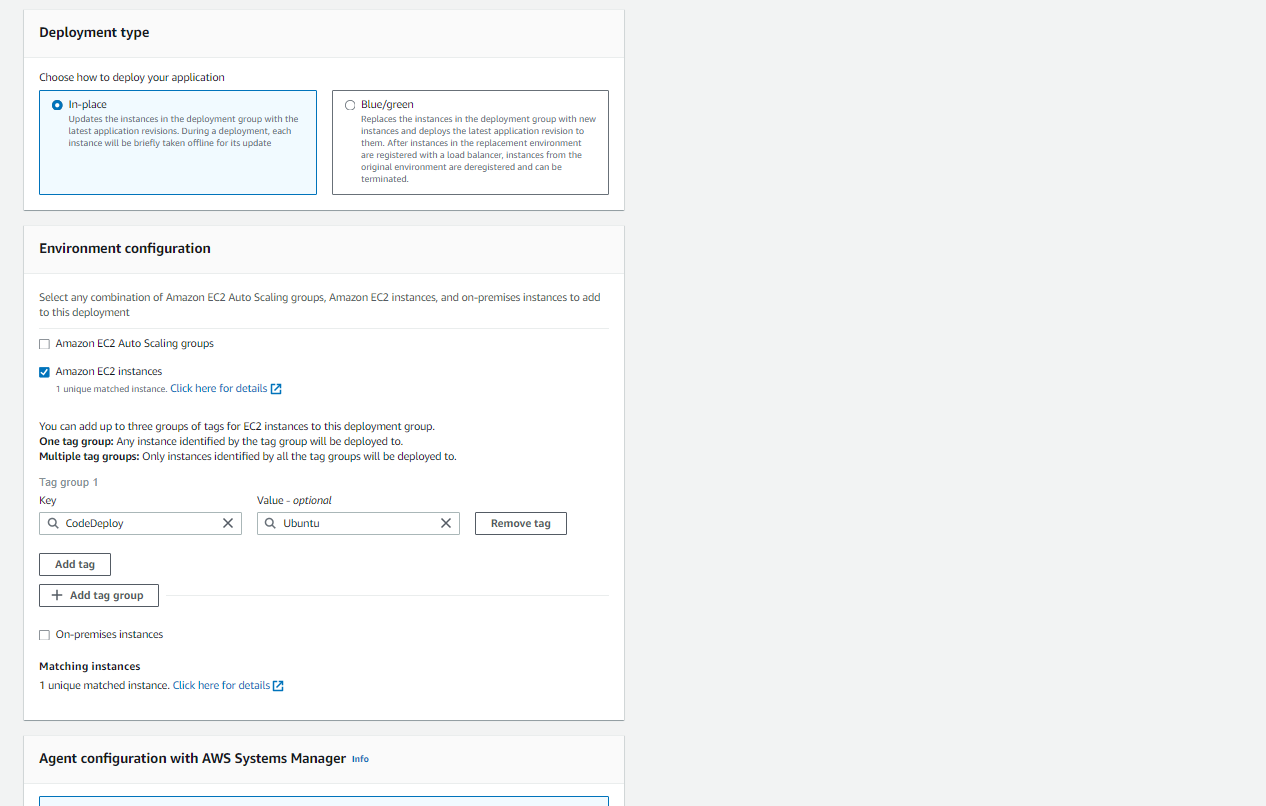 Deployment type
Choose how to deploy your application
In-place
Updates the instances in the deployment group with the
latest application revisions. During a deployment, each
instance will be briefly taken offline for its update
Blue/green
Replaces the instances in the deployment group with new
instances and deploys the latest application revision to
them. After instances in the replacement environment
are registered with a load balancer, instances from the
original environment are deregistered and can be
terminated.
Environment configuration
Select any combination of Amazon EC2 Auto Scaling groups, Amazon EC2 instances, and on-premises instances to add
to this deployment
Amazon EC2 Auto Scaling groups
Amazon EC2 instances
1 unique matched instance. Click here for details
You can add up to three groups of tags for EC2 instances to this deployment group.
One tag group: Any instance identified by the tag group will be deployed to.
Multiple tag groups: Only instances identified by all the tag groups will be deployed to.
Tag group 1
Key
Value - optional
CodeDeploy
Ubuntu
Remove tag
Add tag
Add tag group
On-premises instances
Matching instances
1 unique matched instance. Click here for details
Agent configuration with AWS Systems Manager Info